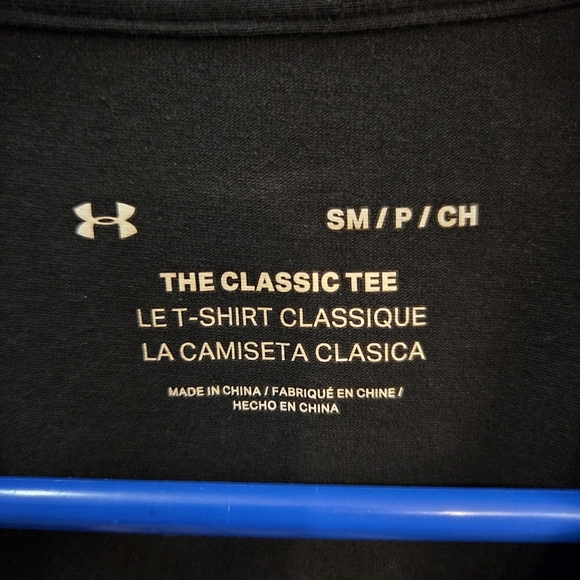 SM / P / CH
THE CLASSIC TEE
LE T-SHIRT CLASSIQUE
LA CAMISETA CLASICA
MADE IN CHINA / FABRIQUÉ EN CHINE /
HECHO EN CHINA